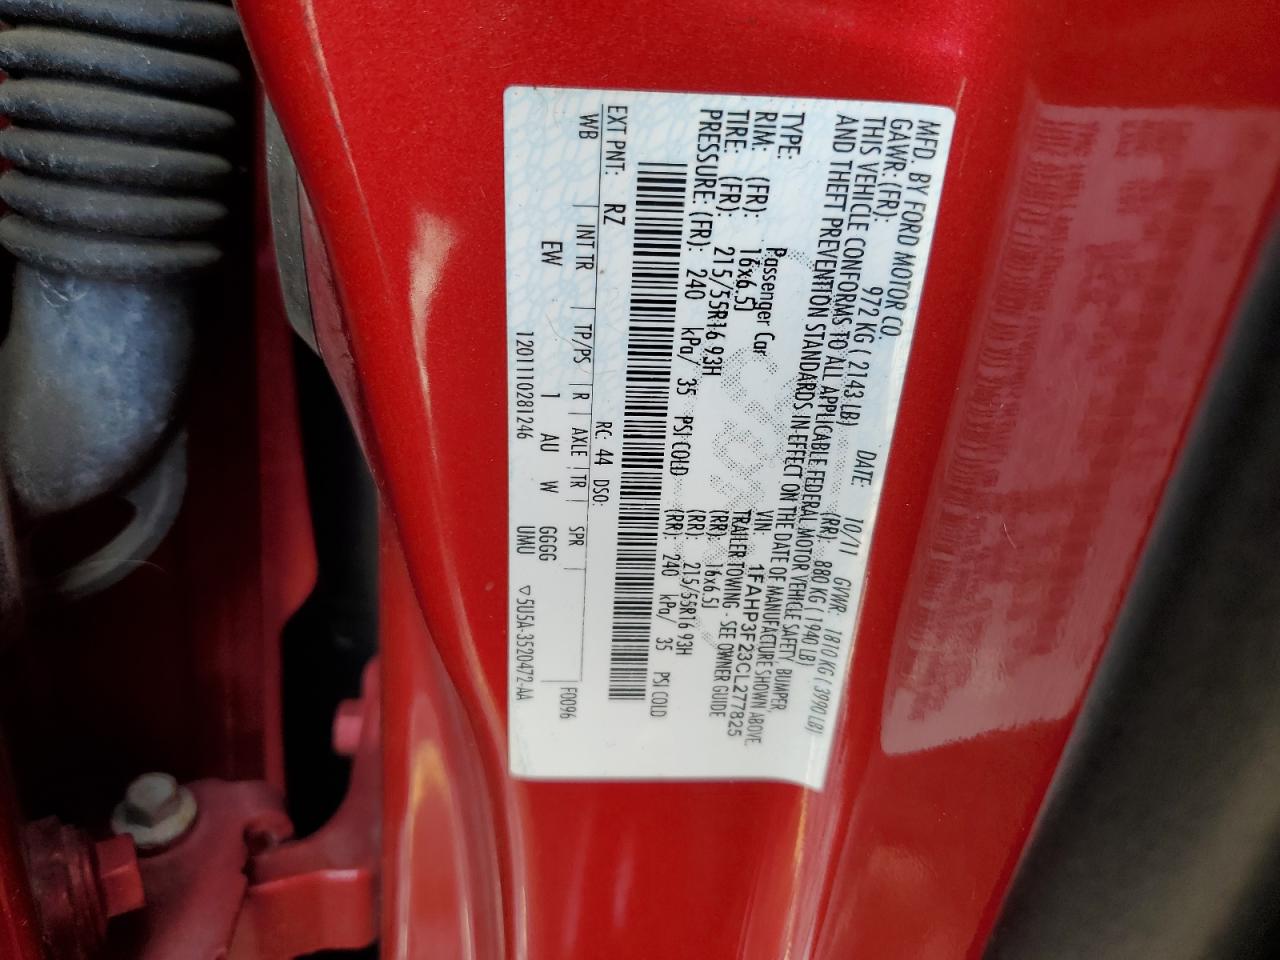 MFD. BY FORD MOTOR CO.
DATE: 10/11 GVWR: 1810 KG ( 3990 LB)
GAWR: (FR): 972 KG ( 2143 LB) (RR): 880 KG ( 1940 LB)
THIS VEHICLE CONFORMS TO ALL APPLICABLE FEDERAL MOTOR VEHICLE SAFETY, BUMPER,
AND THEFT PREVENTION STANDARDS IN EFFECT ON THE DATE OF MANUFACTURE SHOWN ABOVE.
VIN: 1FAHP3F23CL277825
TYPE: Passenger Car TRAILER TOWING - SEE OWNER GUIDE
RIM: (FR): 16x6.5J (RR): 16x6.5J
TIRE: (FR): 215/55R16 93H (RR): 215/55R16 93H
PRESSURE: (FR): 240 kPa/ 35 PSI COLD (RR): 240 kPa/ 35 PSI COLD
EXT PNT: RZ RC: 44 DSO: F0096
WB INT TR TP/PS R AXLE TR SPR
EW 1 AU W GGGG
12011110281246 UMU ▽ 5U5A-3520472-AA